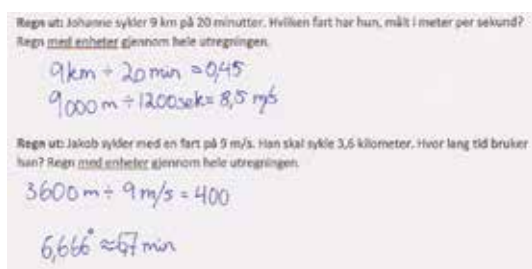 Regn ut: Johanne sykler 9 km på 20 minutter. Hvilken fart har hun, målt i meter per sekund?
Regn med enheter gjennom hele utregningen.
9km ÷ 20 min = 0,45
9000 m ÷ 1200sek = 8,5 m/s
Regn ut: Jakob sykler med en fart på 9 m/s. Han skal sykle 3,6 kilometer. Hvor lang tid bruker
han? Regn med enheter gjennom hele utregningen.
3600 m ÷ 9 m/s = 400
6,666° ≈ 67 min